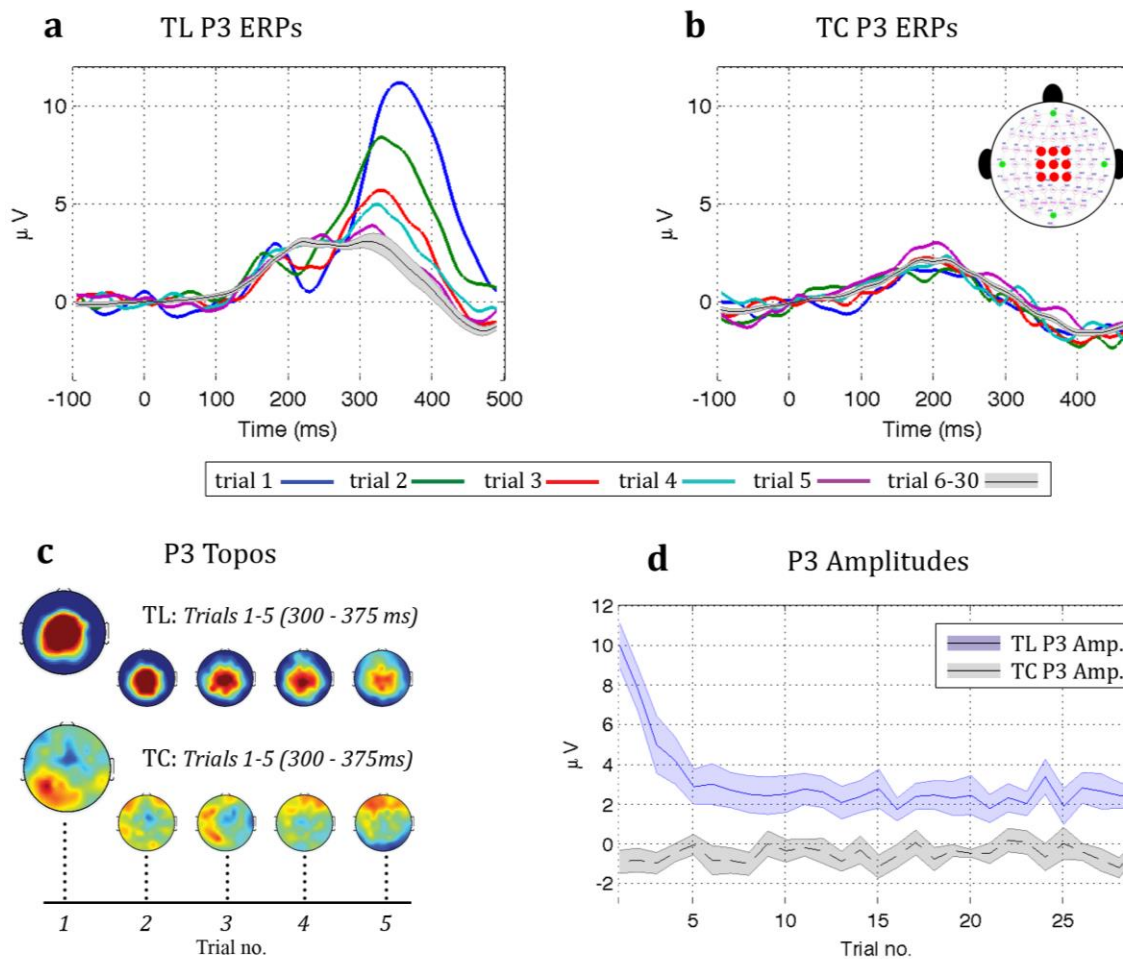 a TL P3 ERPs
10
5
0
μ V
-100 0 100 200 300 400 500
Time (ms)
b TC P3 ERPs
10
5
0
μ V
-100 0 100 200 300 400
Time (ms)
trial 1 trial 2 trial 3 trial 4 trial 5 trial 6-30
c P3 Topos
TL: Trials 1-5 (300 - 375 ms)
TC: Trials 1-5 (300 - 375ms)
1 2 3 4 5
Trial no.
d P3 Amplitudes
12
10
8
6
4
2
0
-2
μ V
TL P3 Amp.
TC P3 Amp.
5 10 15 20 25
Trial no.